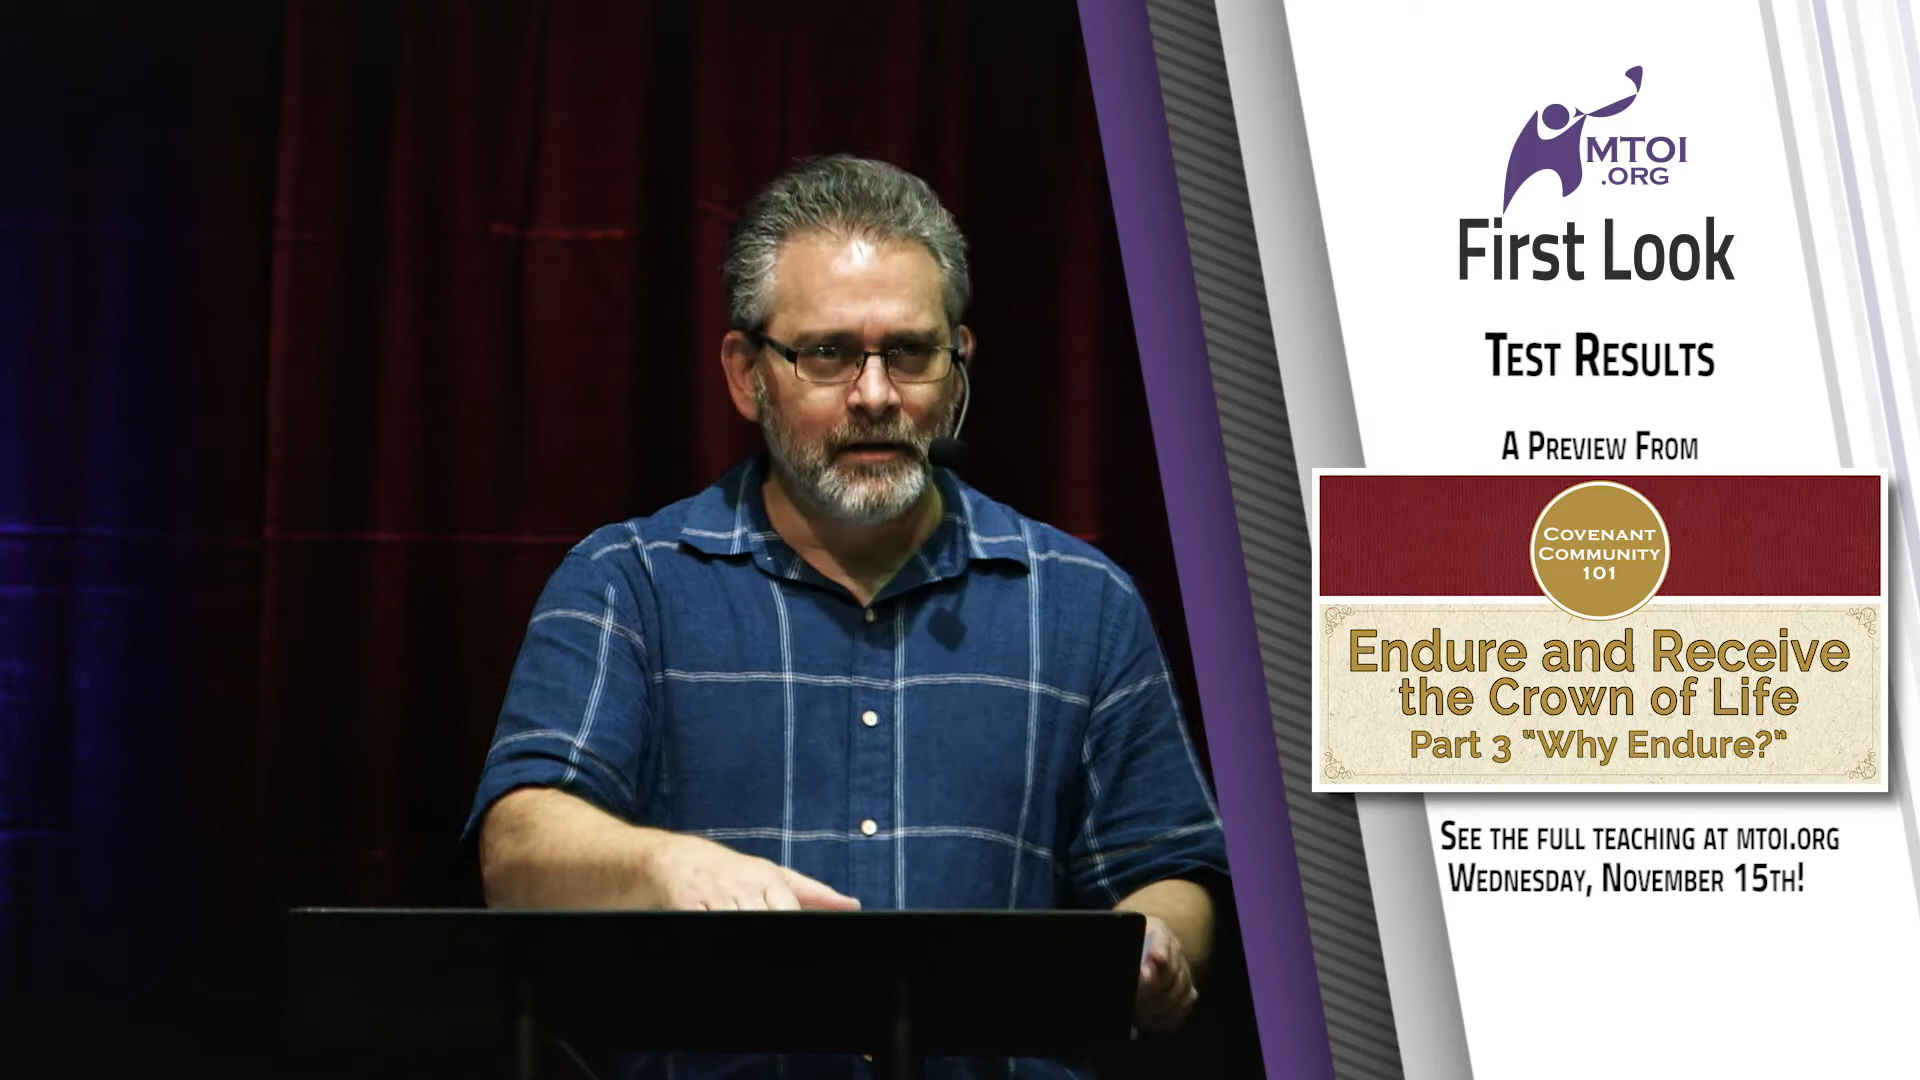 MTOI
.ORG
First Look
Test Results
A Preview From
Covenant
Community
101
Endure and Receive
the Crown of Life
Part 3 "Why Endure?"
See the full teaching at mtoi.org
Wednesday, November 15th!